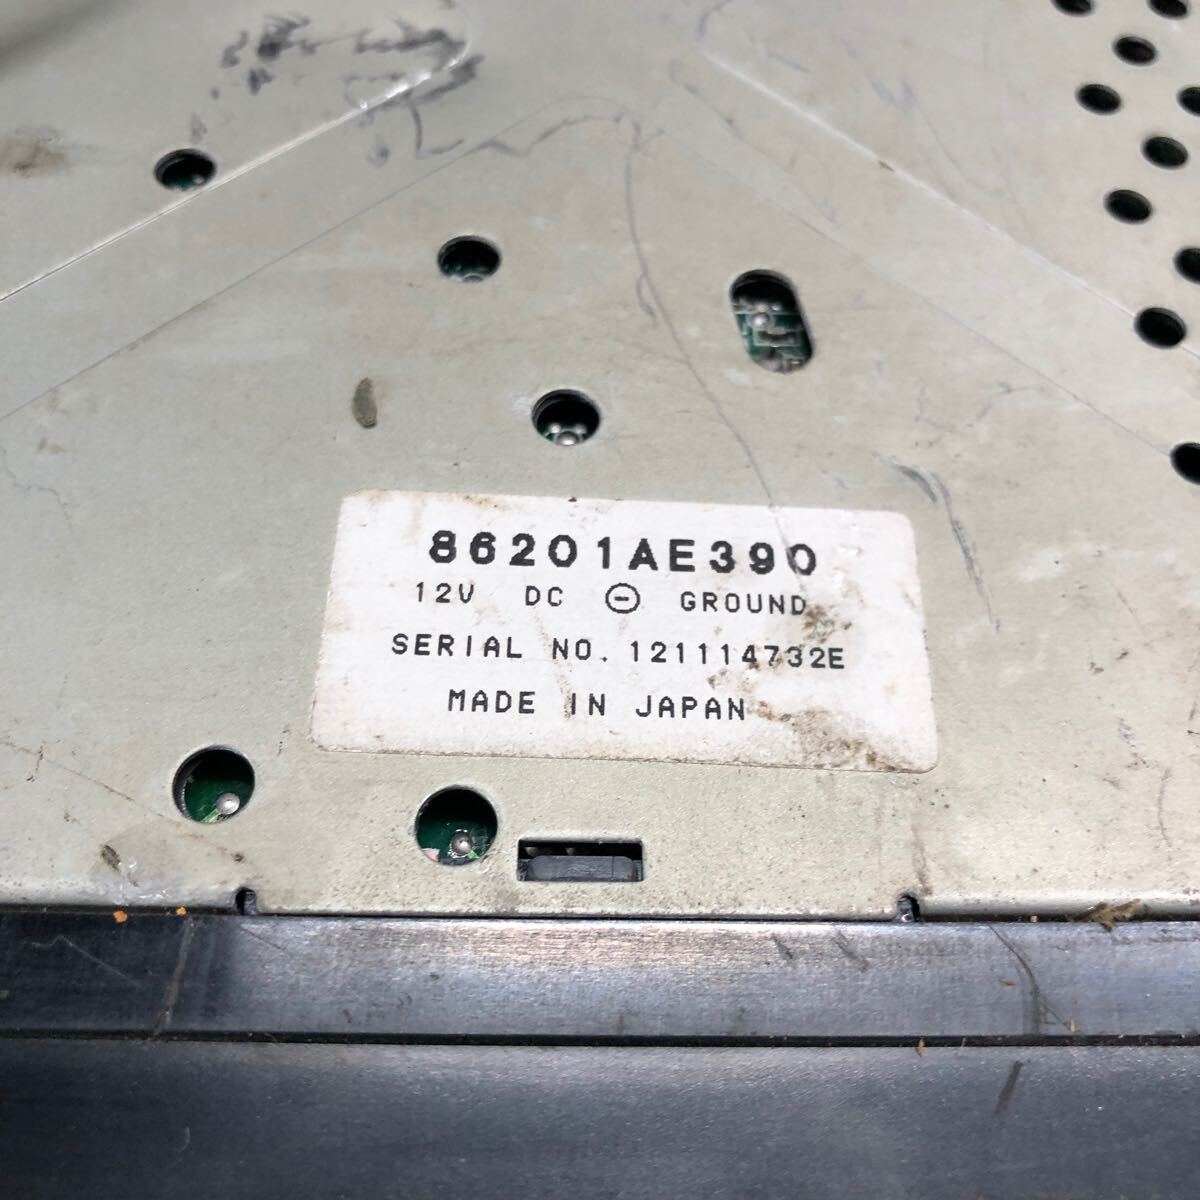 86201AE390
12V DC ⊖ GROUND
SERIAL NO. 121114732E
MADE IN JAPAN